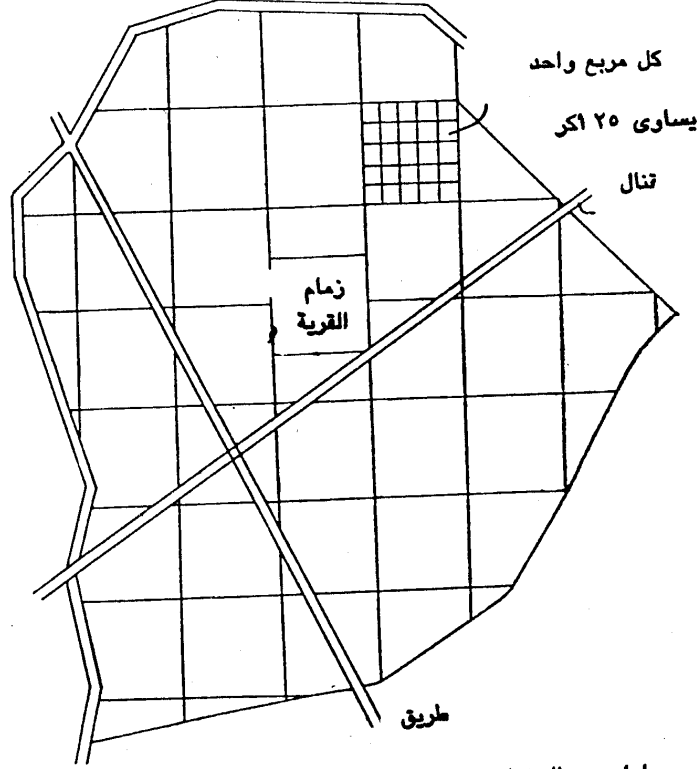 كل مربع واحد
يساوى ٢٥ اكر
تنال
زمام
القرية
طريق